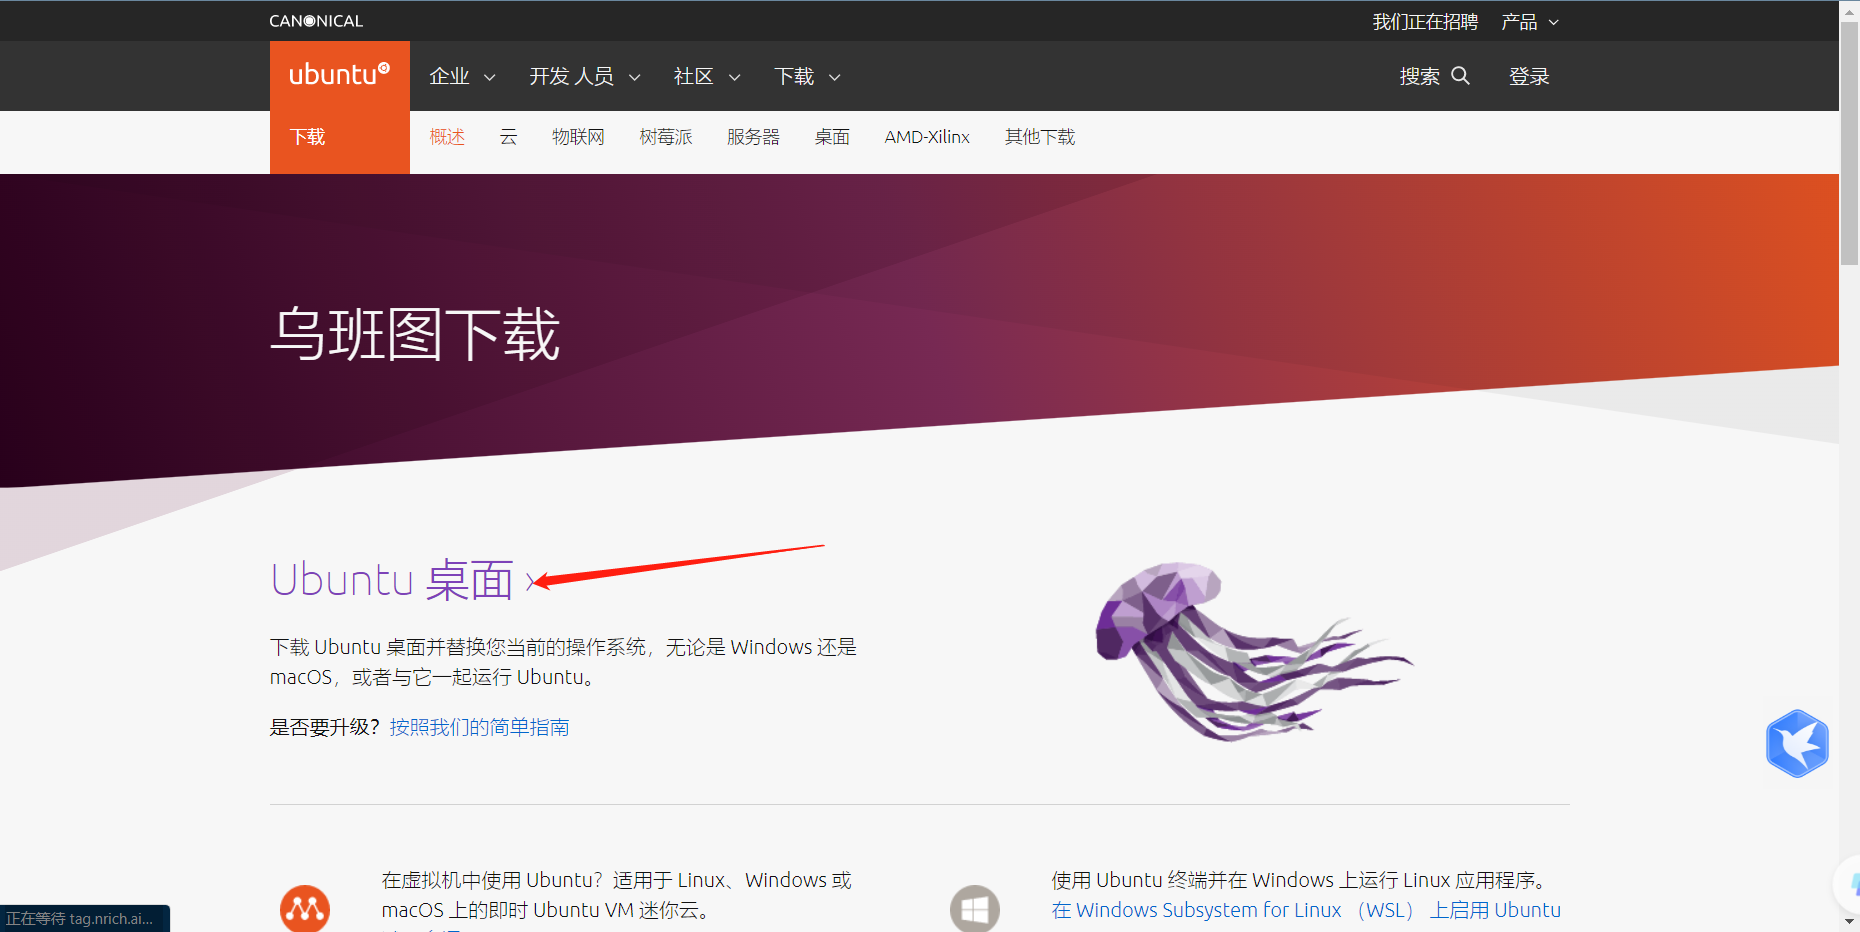 CANONICAL
我们正在招聘 产品
ubuntu
企业 开发 人员 社区 下载
搜索 登录
下载
概述 云 物联网 树莓派 服务器 桌面 AMD-Xilinx 其他下载
乌班图下载
Ubuntu 桌面 ›
下载 Ubuntu 桌面并替换您当前的操作系统，无论是 Windows 还是
macOS，或者与它一起运行 Ubuntu。
是否要升级？按照我们的简单指南
在虚拟机中使用 Ubuntu？适用于 Linux、Windows 或
macOS 上的即时 Ubuntu VM 迷你云。
使用 Ubuntu 终端并在 Windows 上运行 Linux 应用程序。
在 Windows Subsystem for Linux （WSL） 上启用 Ubuntu
正在等待 tag.nrich.ai...